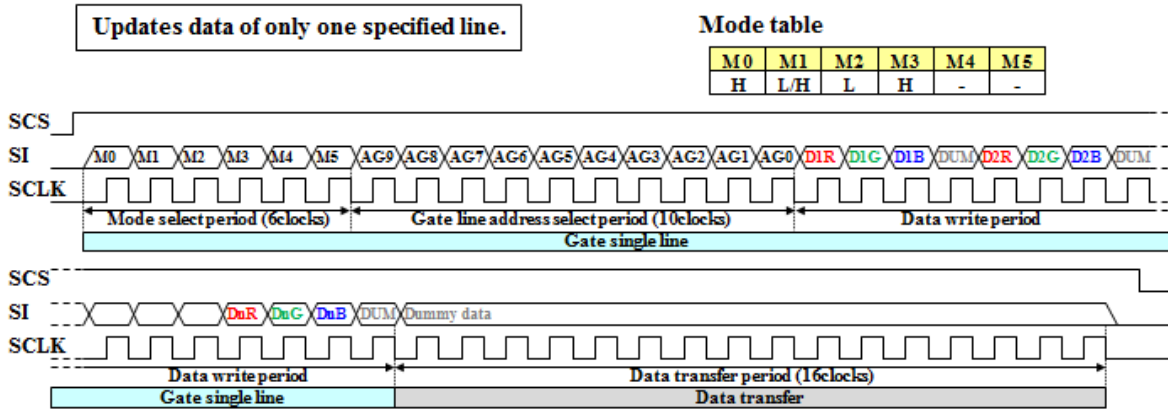 Updates data of only one specified line.
Mode table
M0 M1 M2 M3 M4 M5
H L/H L H - -
SCS
SI M0 M1 M2 M3 M4 M5 AG9 AG8 AG7 AG6 AG5 AG4 AG3 AG2 AG1 AG0 D1R D1G D1B DUM D2R D2G D2B DUM
SCLK
Mode select period (6clocks) Gate line address select period (10clocks) Data write period
Gate single line
SCS
SI DnR DnG DnB DUM Dummy data
SCLK
Data write period Data transfer period (16clocks)
Gate single line Data transfer